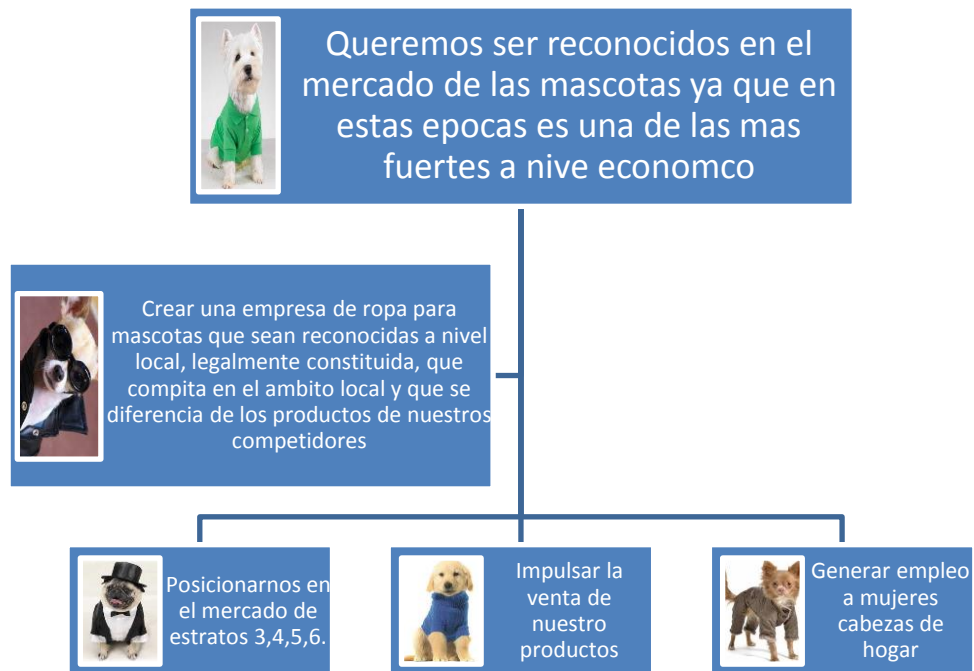 Queremos ser reconocidos en el
mercado de las mascotas ya que en
estas epocas es una de las mas
fuertes a nive economco
Crear una empresa de ropa para
mascotas que sean reconocidas a nivel
local, legalmente constituida, que
compita en el ambito local y que se
diferencia de los productos de nuestros
competidores
Posicionarnos en
el mercado de
estratos 3,4,5,6.
Impulsar la
venta de
nuestro
productos
Generar empleo
a mujeres
cabezas de
hogar